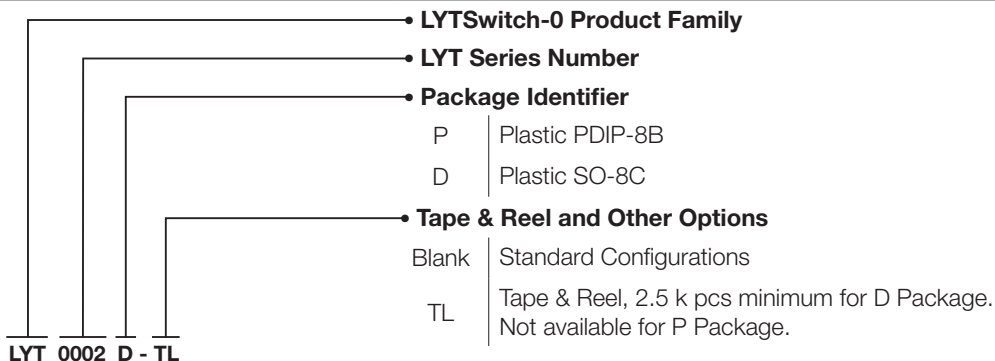 LYTSwitch-0 Product Family
LYT Series Number
Package Identifier
P Plastic PDIP-8B
D Plastic SO-8C
Tape & Reel and Other Options
Blank Standard Configurations
TL Tape & Reel, 2.5 k pcs minimum for D Package.
Not available for P Package.
LYT 0002 D - TL